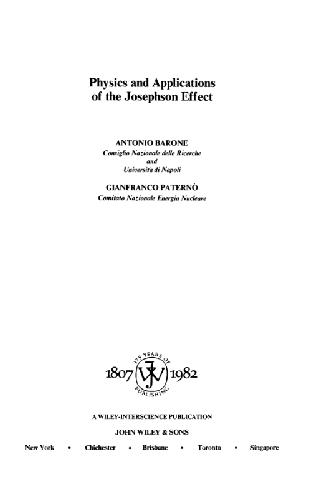 Physics and Applications
of the Josephson Effect
ANTONIO BARONE
Consiglio Nazionale delle Ricerche
and
Università di Napoli
GIANFRANCO PATERNÒ
Comitato Nazionale Energia Nucleare
175 YEARS OF
1807 JW 1982
PUBLISHING
A WILEY-INTERSCIENCE PUBLICATION
JOHN WILEY & SONS
New York • Chichester • Brisbane • Toronto • Singapore